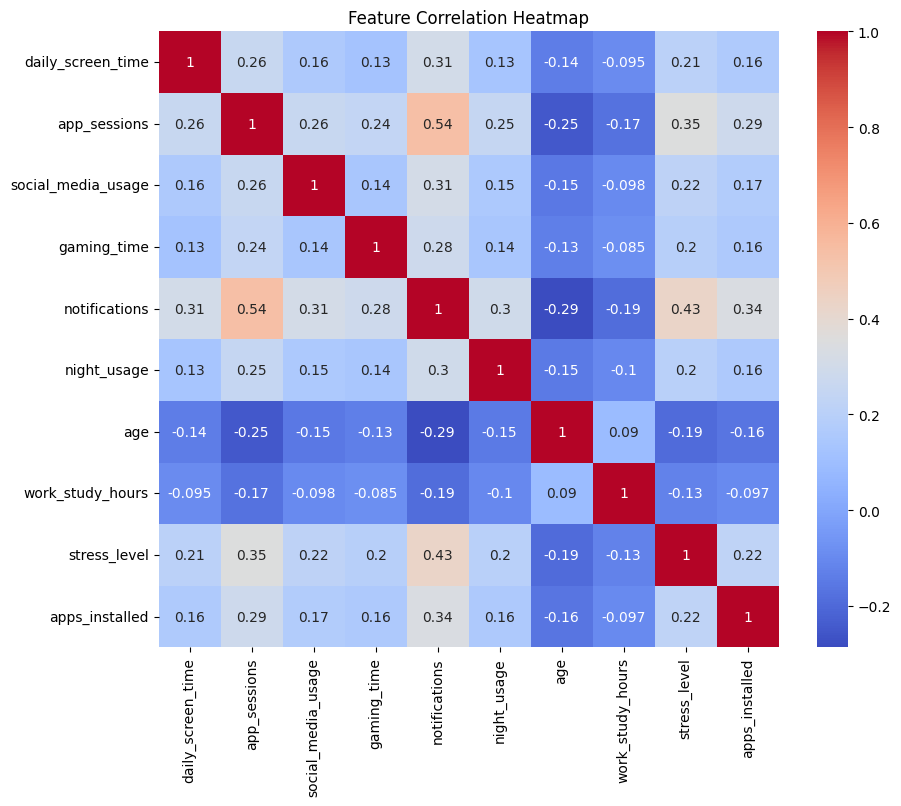 Feature Correlation Heatmap
daily_screen_time 1 0.26 0.16 0.13 0.31 0.13 -0.14 -0.095 0.21 0.16
app_sessions 0.26 1 0.26 0.24 0.54 0.25 -0.25 -0.17 0.35 0.29
social_media_usage 0.16 0.26 1 0.14 0.31 0.15 -0.15 -0.098 0.22 0.17
gaming_time 0.13 0.24 0.14 1 0.28 0.14 -0.13 -0.085 0.2 0.16
notifications 0.31 0.54 0.31 0.28 1 0.3 -0.29 -0.19 0.43 0.34
night_usage 0.13 0.25 0.15 0.14 0.3 1 -0.15 -0.1 0.2 0.16
age -0.14 -0.25 -0.15 -0.13 -0.29 -0.15 1 0.09 -0.19 -0.16
work_study_hours -0.095 -0.17 -0.098 -0.085 -0.19 -0.1 0.09 1 -0.13 -0.097
stress_level 0.21 0.35 0.22 0.2 0.43 0.2 -0.19 -0.13 1 0.22
apps_installed 0.16 0.29 0.17 0.16 0.34 0.16 -0.16 -0.097 0.22 1
daily_screen_time
app_sessions
social_media_usage
gaming_time
notifications
night_usage
age
work_study_hours
stress_level
apps_installed
1.0
0.8
0.6
0.4
0.2
0.0
−0.2